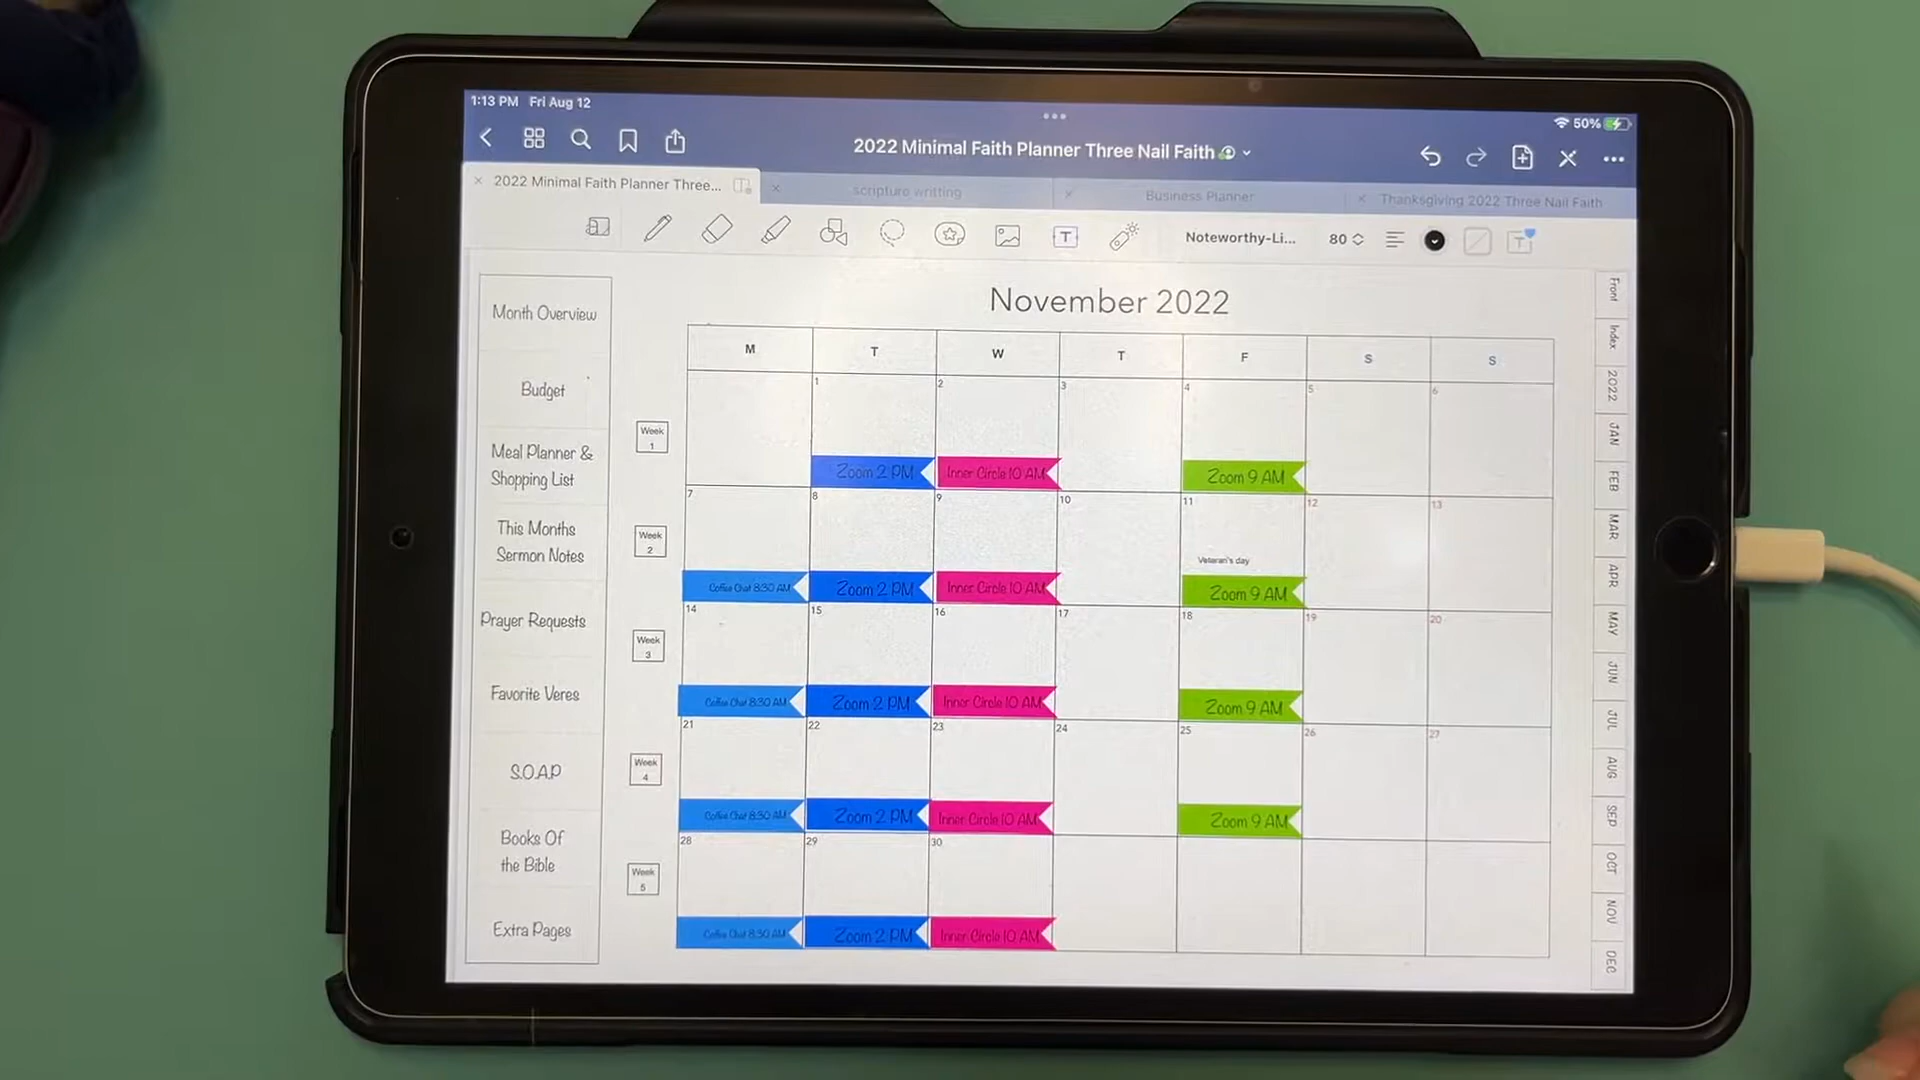 1:13 PM Fri Aug 12
50%
2022 Minimal Faith Planner Three Nail Faith
2022 Minimal Faith Planner Three...
scripture writting
Business Planner
Thanksgiving 2022 Three Nail Faith
Noteworthy-Li...
80
Month Overview
Budget
Meal Planner &
Shopping List
This Months
Sermon Notes
Prayer Requests
Favorite Veres
S.O.A.P
Books Of
the Bible
Extra Pages
November 2022
M T W T F S S
1 2 3 4 5 6
Week
1
Zoom 2 PM
Inner Circle 10 AM
Zoom 9 AM
7 8 9 10 11 12 13
Week
2
Veteran's day
Coffee Chat 8:30 AM
Zoom 2 PM
Inner Circle 10 AM
Zoom 9 AM
14 15 16 17 18 19 20
Week
3
Coffee Chat 8:30 AM
Zoom 2 PM
Inner Circle 10 AM
Zoom 9 AM
21 22 23 24 25 26 27
Week
4
Coffee Chat 8:30 AM
Zoom 2 PM
Inner Circle 10 AM
Zoom 9 AM
28 29 30
Week
5
Coffee Chat 8:30 AM
Zoom 2 PM
Inner Circle 10 AM
Front
Index
2022
JAN
FEB
MAR
APR
MAY
JUN
JUL
AUG
SEP
OCT
NOV
DEC